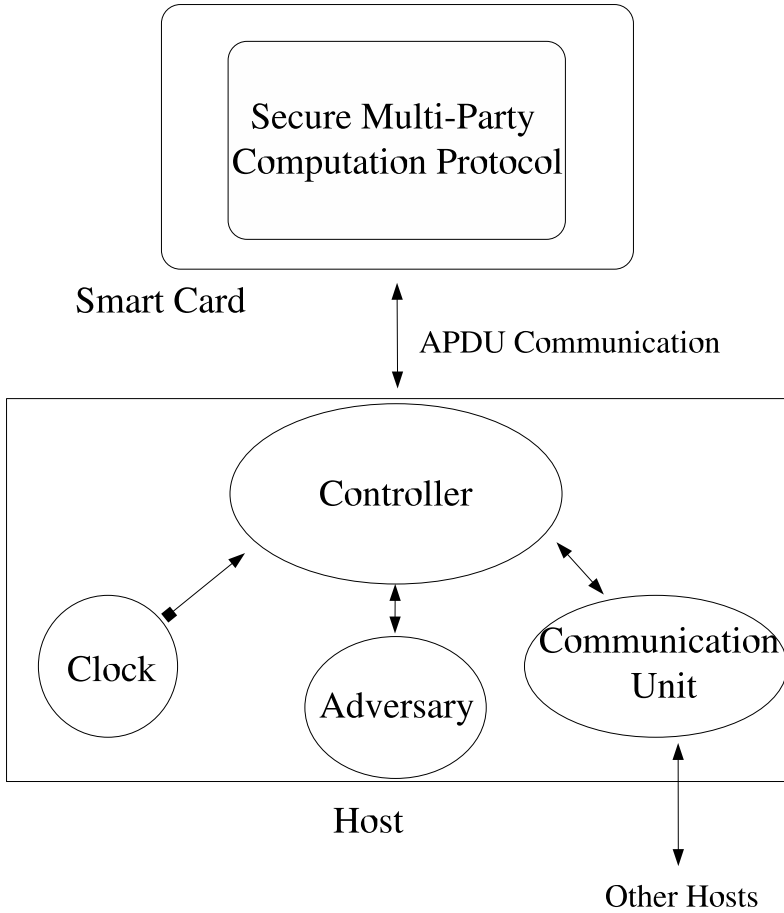 Secure Multi-Party
Computation Protocol
Smart Card
APDU Communication
Controller
Clock
Adversary
Communication
Unit
Host
Other Hosts